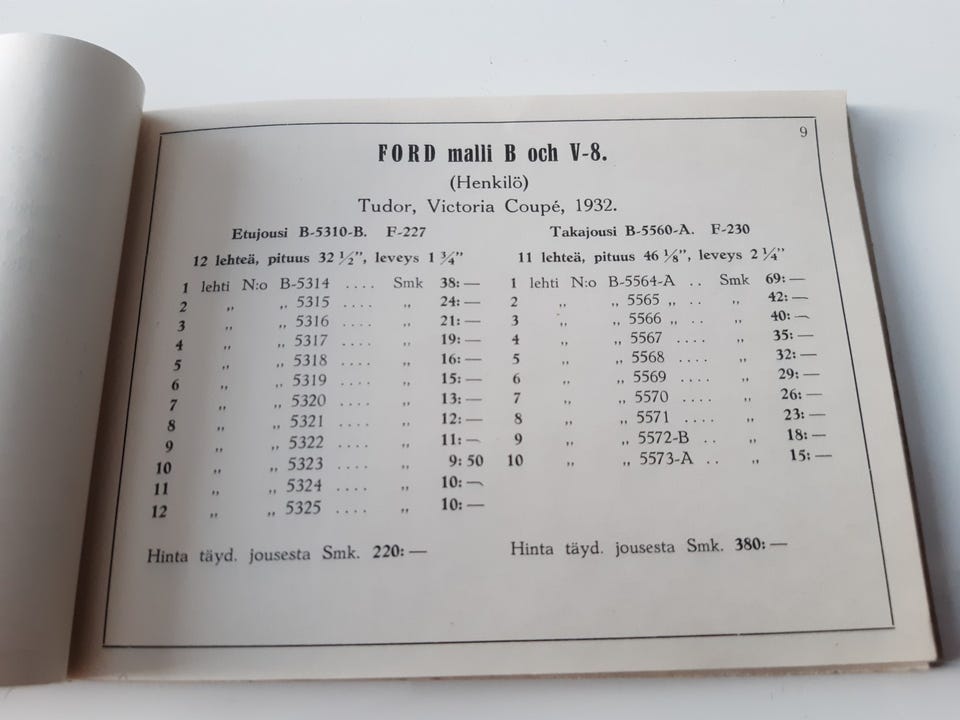 9
FORD malli B och V-8.
(Henkilö)
Tudor, Victoria Coupé, 1932.
Etujousi B-5310-B. F-227
12 lehteä, pituus 32 ½”, leveys 1 ¾”
1 lehti N:o B-5314 .... Smk 38: —
2 „ „ 5315 .... „ 24: —
3 „ „ 5316 .... „ 21: —
4 „ „ 5317 .... „ 19: —
5 „ „ 5318 .... „ 16: —
6 „ „ 5319 .... „ 15: —
7 „ „ 5320 .... „ 13: —
8 „ „ 5321 .... „ 12: —
9 „ „ 5322 .... „ 11: —
10 „ „ 5323 .... „ 9: 50
11 „ „ 5324 .... „ 10: —
12 „ „ 5325 .... „ 10: —
Hinta täyd. jousesta Smk. 220: —
Takajousi B-5560-A. F-230
11 lehteä, pituus 46 ⅛”, leveys 2 ¼”
1 lehti N:o B-5564-A .. Smk 69: —
2 „ „ 5565 „ .. „ 42: —
3 „ „ 5566 „ .. „ 40: —
4 „ „ 5567 .... „ 35: —
5 „ „ 5568 .... „ 32: —
6 „ „ 5569 .... „ 29: —
7 „ „ 5570 .... „ 26: —
8 „ „ 5571 .... „ 23: —
9 „ „ 5572-B .. „ 18: —
10 „ „ 5573-A .. „ 15: —
Hinta täyd. jousesta Smk. 380: —